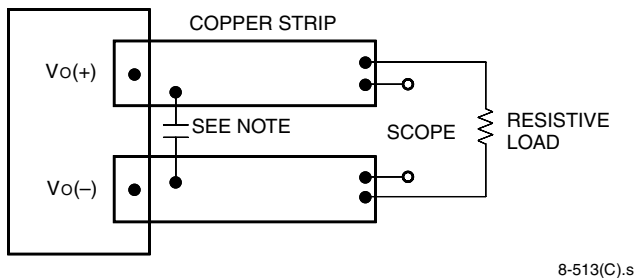 COPPER STRIP
VO(+)
SEE NOTE
SCOPE
RESISTIVE
LOAD
VO(–)
8-513(C).s